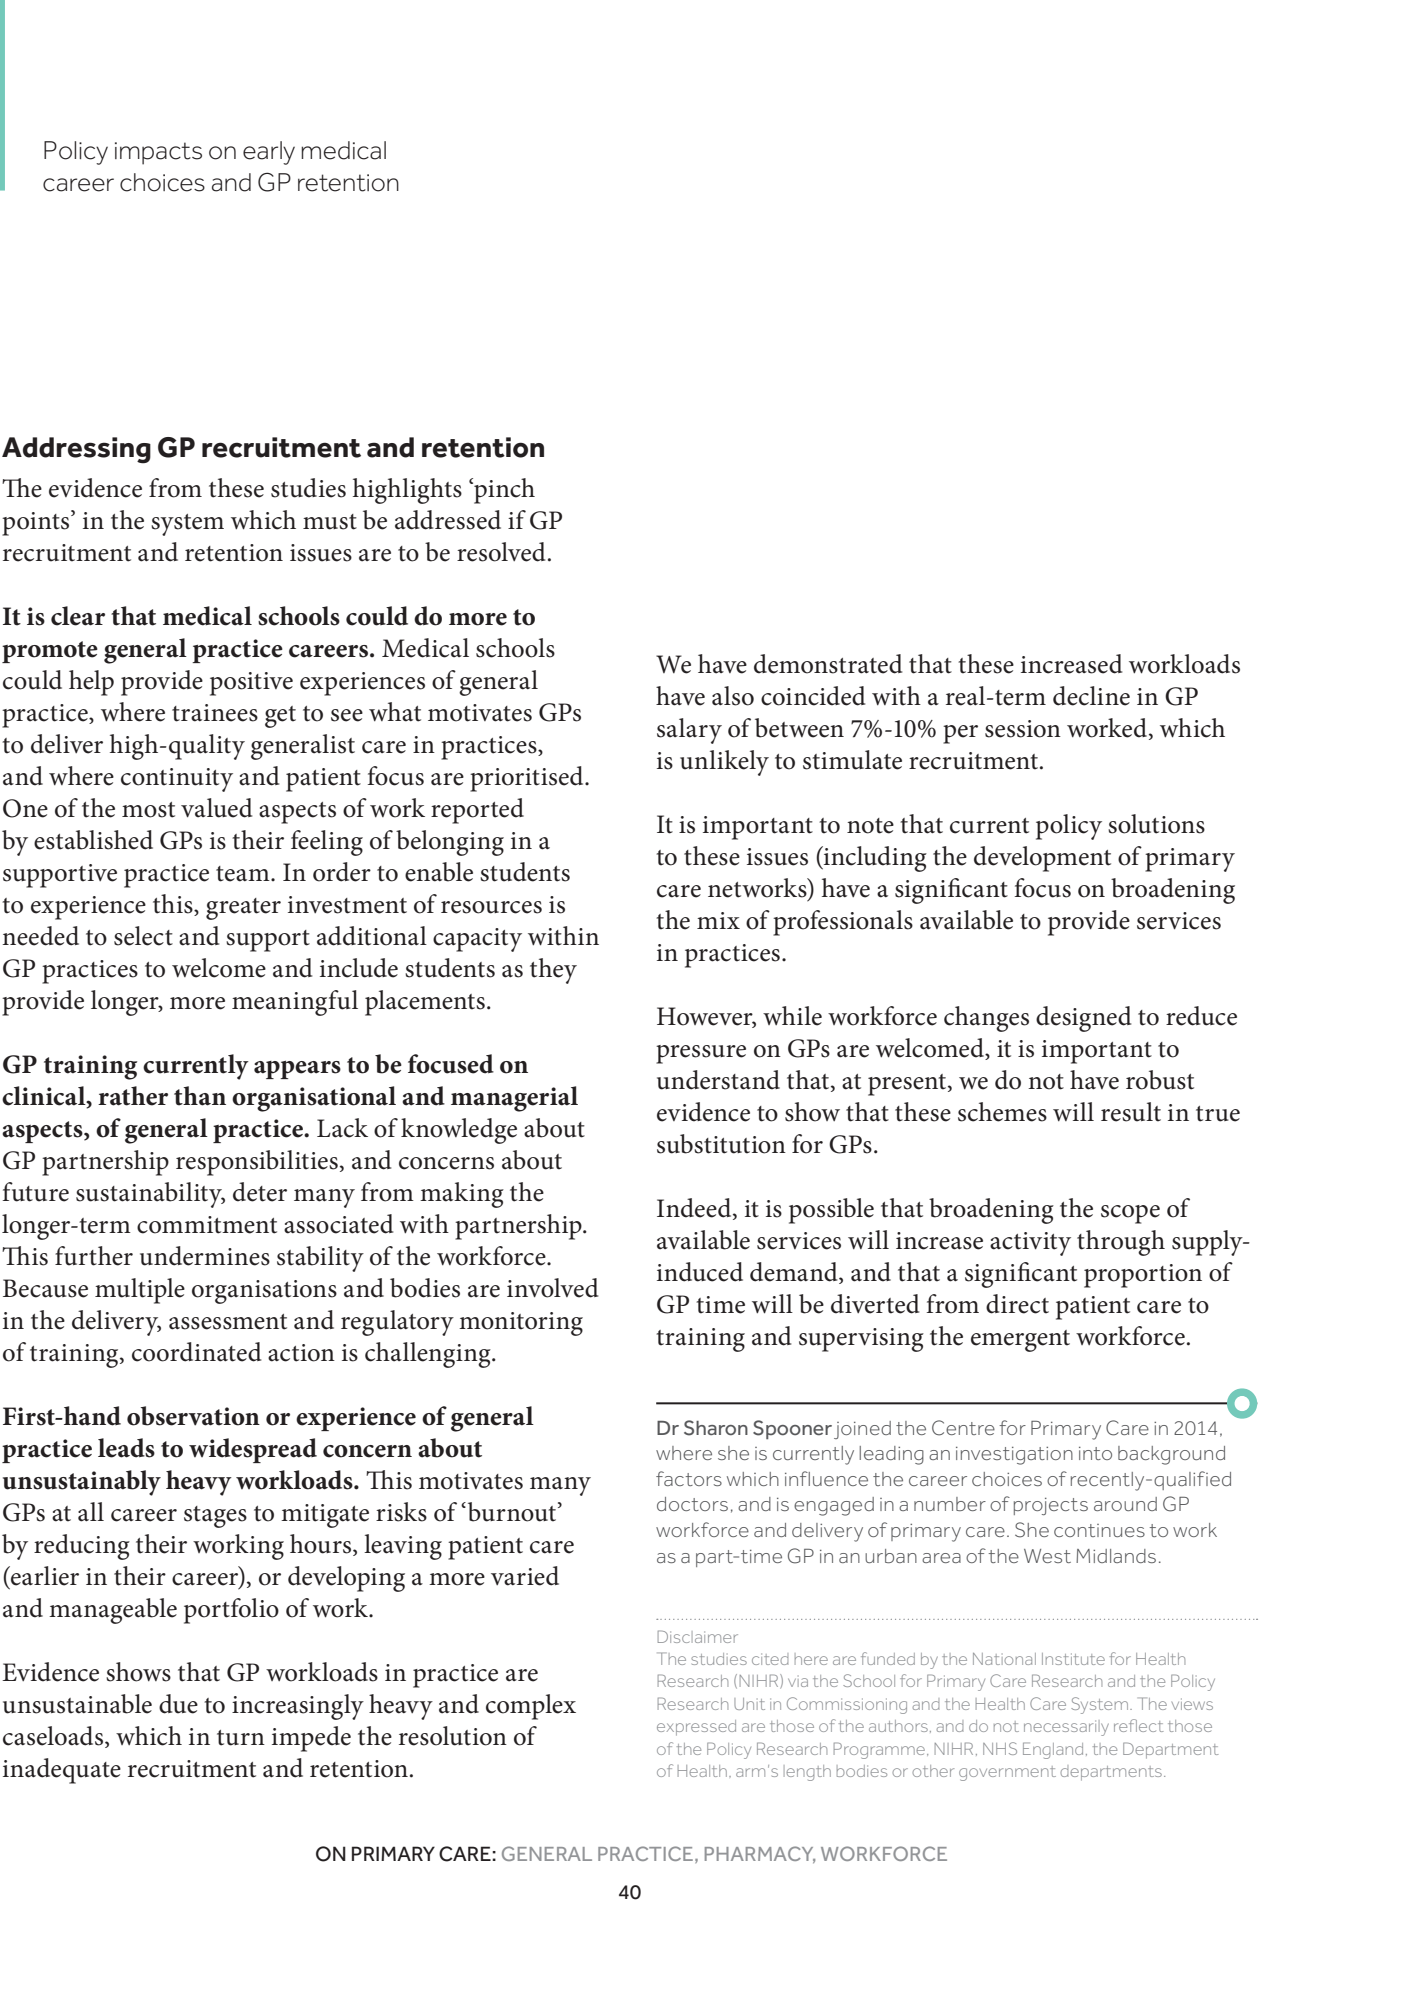 Policy impacts on early medical
career choices and GP retention
Addressing GP recruitment and retention
The evidence from these studies highlights ‘pinch
points’ in the system which must be addressed if GP
recruitment and retention issues are to be resolved.
It is clear that medical schools could do more to
promote general practice careers. Medical schools
could help provide positive experiences of general
practice, where trainees get to see what motivates GPs
to deliver high-quality generalist care in practices,
and where continuity and patient focus are prioritised.
One of the most valued aspects of work reported
by established GPs is their feeling of belonging in a
supportive practice team. In order to enable students
to experience this, greater investment of resources is
needed to select and support additional capacity within
GP practices to welcome and include students as they
provide longer, more meaningful placements.
GP training currently appears to be focused on
clinical, rather than organisational and managerial
aspects, of general practice. Lack of knowledge about
GP partnership responsibilities, and concerns about
future sustainability, deter many from making the
longer-term commitment associated with partnership.
This further undermines stability of the workforce.
Because multiple organisations and bodies are involved
in the delivery, assessment and regulatory monitoring
of training, coordinated action is challenging.
First-hand observation or experience of general
practice leads to widespread concern about
unsustainably heavy workloads. This motivates many
GPs at all career stages to mitigate risks of ‘burnout’
by reducing their working hours, leaving patient care
(earlier in their career), or developing a more varied
and manageable portfolio of work.
Evidence shows that GP workloads in practice are
unsustainable due to increasingly heavy and complex
caseloads, which in turn impede the resolution of
inadequate recruitment and retention.
We have demonstrated that these increased workloads
have also coincided with a real-term decline in GP
salary of between 7%-10% per session worked, which
is unlikely to stimulate recruitment.
It is important to note that current policy solutions
to these issues (including the development of primary
care networks) have a significant focus on broadening
the mix of professionals available to provide services
in practices.
However, while workforce changes designed to reduce
pressure on GPs are welcomed, it is important to
understand that, at present, we do not have robust
evidence to show that these schemes will result in true
substitution for GPs.
Indeed, it is possible that broadening the scope of
available services will increase activity through supply-
induced demand, and that a significant proportion of
GP time will be diverted from direct patient care to
training and supervising the emergent workforce.
Dr Sharon Spooner joined the Centre for Primary Care in 2014,
where she is currently leading an investigation into background
factors which influence the career choices of recently-qualified
doctors, and is engaged in a number of projects around GP
workforce and delivery of primary care. She continues to work
as a part-time GP in an urban area of the West Midlands.
Disclaimer
The studies cited here are funded by the National Institute for Health
Research (NIHR) via the School for Primary Care Research and the Policy
Research Unit in Commissioning and the Health Care System. The views
expressed are those of the authors, and do not necessarily reflect those
of the Policy Research Programme, NIHR, NHS England, the Department
of Health, arm's length bodies or other government departments.
ON PRIMARY CARE: GENERAL PRACTICE, PHARMACY, WORKFORCE
40